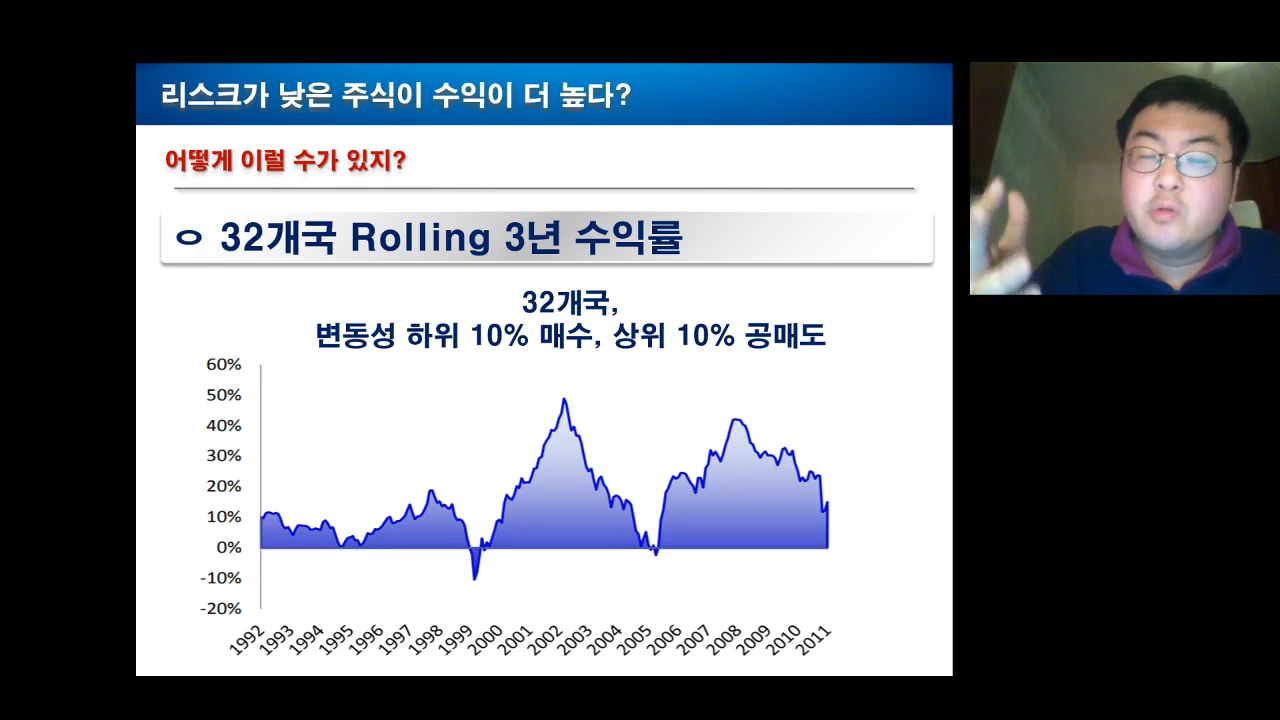 리스크가 낮은 주식이 수익이 더 높다?
어떻게 이럴 수가 있지?
ㅇ 32개국 Rolling 3년 수익률
32개국,
변동성 하위 10% 매수, 상위 10% 공매도
60%
50%
40%
30%
20%
10%
0%
-10%
-20%
1992 1993 1994 1995 1996 1997 1998 1999 2000 2001 2002 2003 2004 2005 2006 2007 2008 2009 2010 2011